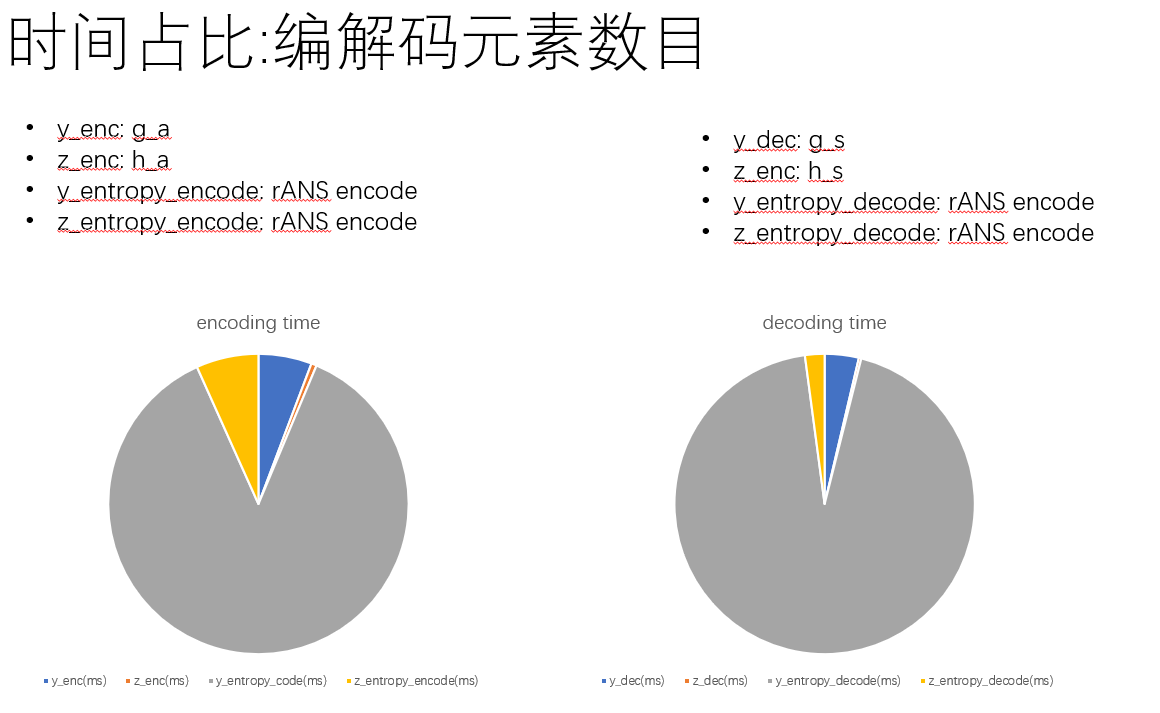 时间占比:编解码元素数目
• y_enc: g_a
• z_enc: h_a
• y_entropy_encode: rANS encode
• z_entropy_encode: rANS encode
• y_dec: g_s
• z_enc: h_s
• y_entropy_decode: rANS encode
• z_entropy_decode: rANS encode
encoding time
y_enc(ms) z_enc(ms) y_entropy_code(ms) z_entropy_encode(ms)
decoding time
y_dec(ms) z_dec(ms) y_entropy_decode(ms) z_entropy_decode(ms)